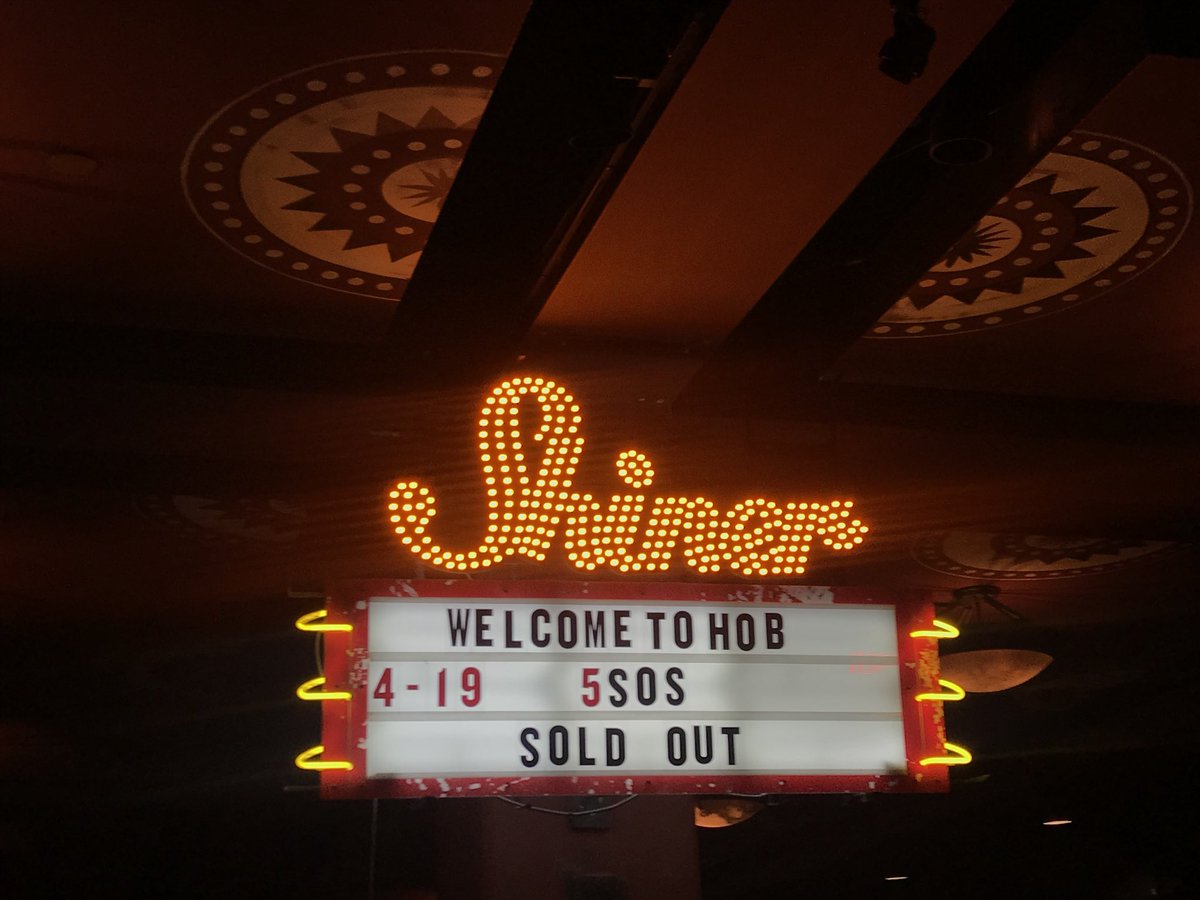 Shiner
WELCOME TO HOB
4-19 5SOS
SOLD OUT